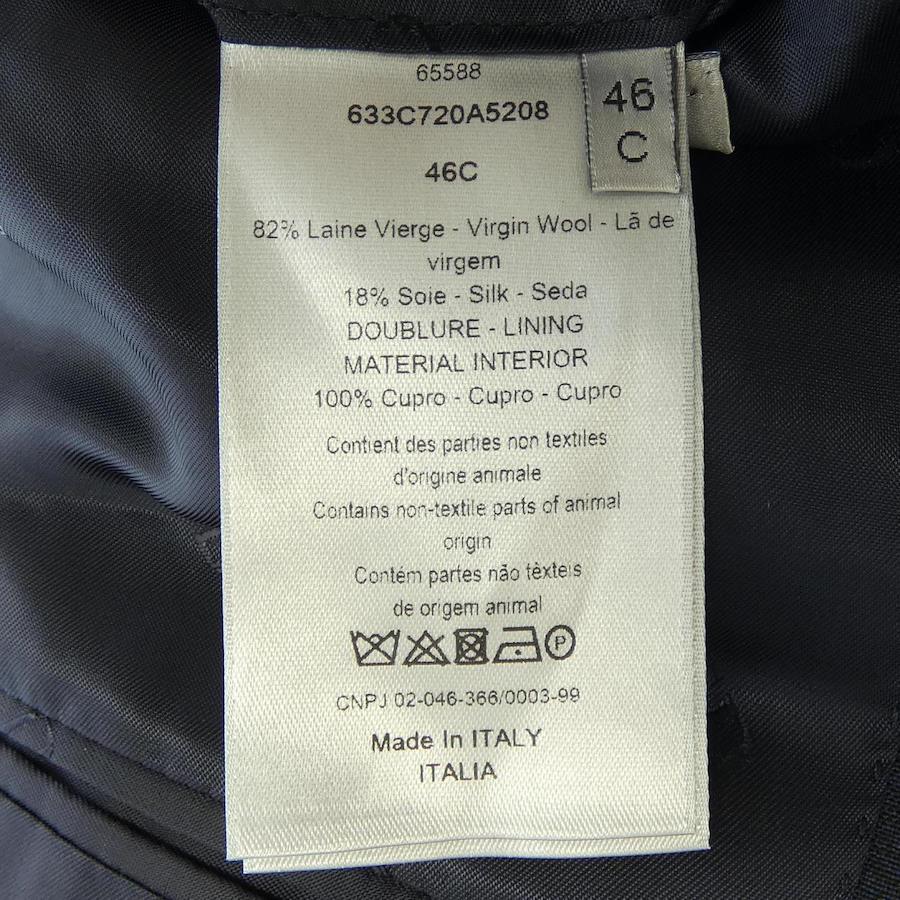 65588
633C720A5208
46C
46
C
82% Laine Vierge - Virgin Wool - Lã de
virgem
18% Soie - Silk - Seda
DOUBLURE - LINING
MATERIAL INTERIOR
100% Cupro - Cupro - Cupro
Contient des parties non textiles
d'origine animale
Contains non-textile parts of animal
origin
Contém partes não têxteis
de origem animal
P
CNPJ 02-046-366/0003-99
Made In ITALY
ITALIA